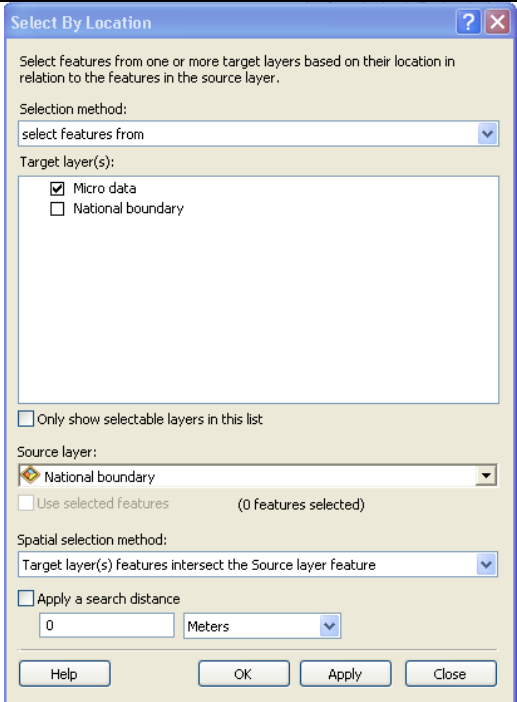 Select By Location
Select features from one or more target layers based on their location in
relation to the features in the source layer.
Selection method:
select features from
Target layer(s):
Micro data
National boundary
Only show selectable layers in this list
Source layer:
National boundary
Use selected features (0 features selected)
Spatial selection method:
Target layer(s) features intersect the Source layer feature
Apply a search distance
0 Meters
Help OK Apply Close